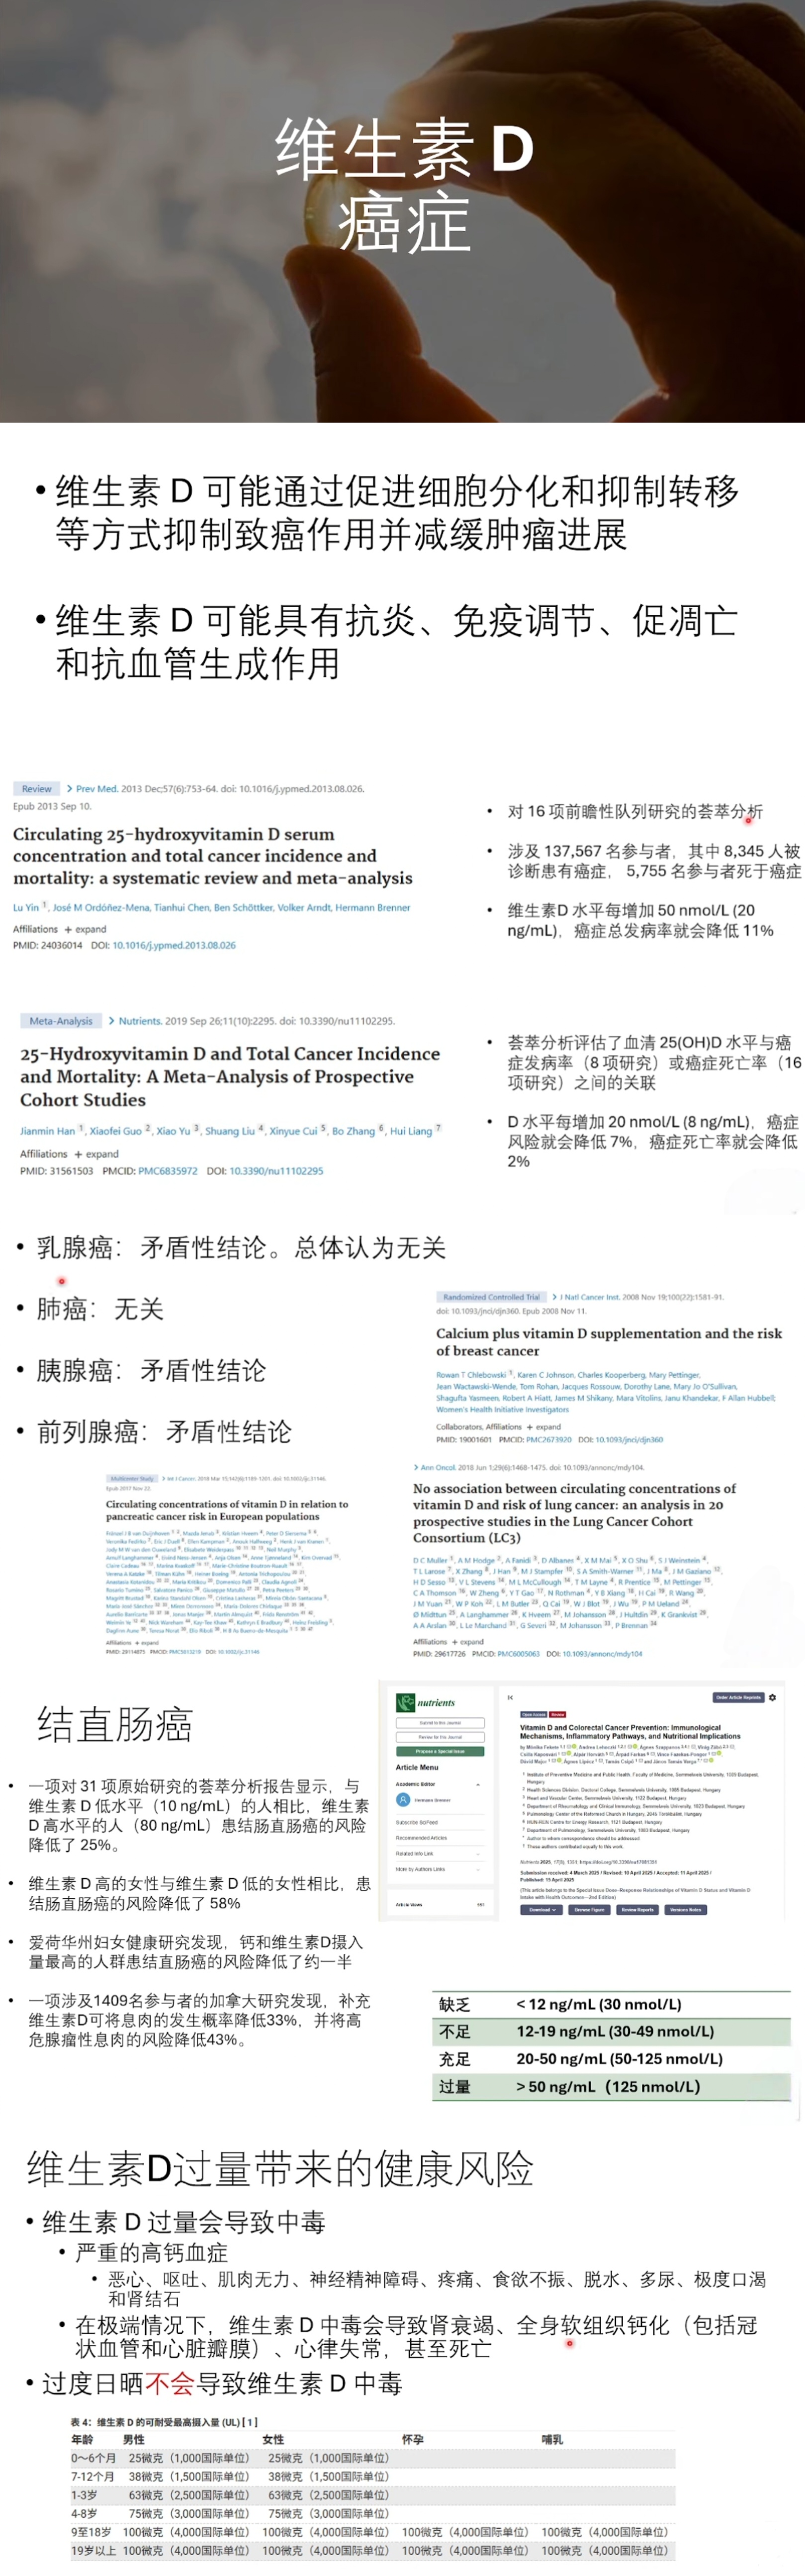 维生素 D
癌症
• 维生素 D 可能通过促进细胞分化和抑制转移
等方式抑制致癌作用并减缓肿瘤进展
• 维生素 D 可能具有抗炎、免疫调节、促凋亡
和抗血管生成作用
Review > Prev Med. 2013 Dec;57(6):753-64. doi: 10.1016/j.ypmed.2013.08.026.
Epub 2013 Sep 10.
Circulating 25-hydroxyvitamin D serum
concentration and total cancer incidence and
mortality: a systematic review and meta-analysis
Lu Yin 1, José M Ordóñez-Mena, Tianhui Chen, Ben Schöttker, Volker Arndt, Hermann Brenner
Affiliations + expand
PMID: 24036014 DOI: 10.1016/j.ypmed.2013.08.026
• 对 16 项前瞻性队列研究的荟萃分析
• 涉及 137,567 名参与者，其中 8,345 人被
诊断患有癌症，5,755 名参与者死于癌症
• 维生素D 水平每增加 50 nmol/L (20
ng/mL)，癌症总发病率就会降低 11%
Meta-Analysis > Nutrients. 2019 Sep 26;11(10):2295. doi: 10.3390/nu11102295.
25-Hydroxyvitamin D and Total Cancer Incidence
and Mortality: A Meta-Analysis of Prospective
Cohort Studies
Jianmin Han 1, Xiaofei Guo 2, Xiao Yu 3, Shuang Liu 4, Xinyue Cui 5, Bo Zhang 6, Hui Liang 7
Affiliations + expand
PMID: 31561503 PMCID: PMC6835972 DOI: 10.3390/nu11102295
• 荟萃分析评估了血清 25(OH)D 水平与癌
症发病率（8 项研究）或癌症死亡率（16
项研究）之间的关联
• D 水平每增加 20 nmol/L (8 ng/mL)，癌症
风险就会降低 7%，癌症死亡率就会降低
2%
• 乳腺癌：矛盾性结论。总体认为无关
• 肺癌：无关
• 胰腺癌：矛盾性结论
• 前列腺癌：矛盾性结论
Randomized Controlled Trial > J Natl Cancer Inst. 2008 Nov 19;100(22):1581-91.
doi: 10.1093/jnci/djn360. Epub 2008 Nov 11.
Calcium plus vitamin D supplementation and the risk
of breast cancer
Rowan T Chlebowski 1, Karen C Johnson, Charles Kooperberg, Mary Pettinger,
Jean Wactawski-Wende, Tom Rohan, Jacques Rossouw, Dorothy Lane, Mary Jo O'Sullivan,
Shagufta Yasmeen, Robert A Hiatt, James M Shikany, Mara Vitolins, Janu Khandekar, F Allan Hubbell;
Women's Health Initiative Investigators
Collaborators, Affiliations + expand
PMID: 19001601 PMCID: PMC2673920 DOI: 10.1093/jnci/djn360
Circulating concentrations of vitamin D in relation to
pancreatic cancer risk in European populations
Affiliations + expand
> Ann Oncol. 2018 Jun 1;29(6):1468-1475. doi: 10.1093/annonc/mdy104.
No association between circulating concentrations of
vitamin D and risk of lung cancer: an analysis in 20
prospective studies in the Lung Cancer Cohort
Consortium (LC3)
Affiliations + expand
PMID: 29617726 PMCID: PMC6005063 DOI: 10.1093/annonc/mdy104
结直肠癌
• 一项对 31 项原始研究的荟萃分析报告显示，与
维生素 D 低水平（10 ng/mL）的人相比，维生素
D 高水平的人（80 ng/mL）患结肠直肠癌的风险
降低了 25%。
• 维生素 D 高的女性与维生素 D 低的女性相比，患
结肠直肠癌的风险降低了 58%
• 爱荷华州妇女健康研究发现，钙和维生素D摄入
量最高的人群患结直肠癌的风险降低了约一半
• 一项涉及1409名参与者的加拿大研究发现，补充
维生素D可将息肉的发生概率降低33%，并将高
危腺瘤性息肉的风险降低43%。
nutrients
Submit to this Journal
Review for this Journal
Propose a Special Issue
Article Menu
Academic Editor
Hermann Brenner
Subscribe SciFeed
Recommended Articles
Related Info Link
More by Authors Links
Article Views
Order Article Reprints
Open Access Review
Vitamin D and Colorectal Cancer Prevention: Immunological
Mechanisms, Inflammatory Pathways, and Nutritional Implications
Download
Browse Figure
Review Reports
Versions Notes
缺乏 < 12 ng/mL (30 nmol/L)
不足 12-19 ng/mL (30-49 nmol/L)
充足 20-50 ng/mL (50-125 nmol/L)
过量 > 50 ng/mL（125 nmol/L)
维生素D过量带来的健康风险
• 维生素 D 过量会导致中毒
• 严重的高钙血症
• 恶心、呕吐、肌肉无力、神经精神障碍、疼痛、食欲不振、脱水、多尿、极度口渴
和肾结石
• 在极端情况下，维生素 D 中毒会导致肾衰竭、全身软组织钙化（包括冠
状血管和心脏瓣膜）、心律失常，甚至死亡
• 过度日晒不会导致维生素 D 中毒
表 4：维生素 D 的可耐受最高摄入量 (UL) [ 1 ]
年龄 男性 女性 怀孕 哺乳
0～6个月 25微克（1,000国际单位） 25微克（1,000国际单位）
7-12个月 38微克（1,500国际单位） 38微克（1,500国际单位）
1-3岁 63微克（2,500国际单位） 63微克（2,500国际单位）
4-8岁 75微克（3,000国际单位） 75微克（3,000国际单位）
9至18岁 100微克（4,000国际单位） 100微克（4,000国际单位） 100微克（4,000国际单位） 100微克（4,000国际单位）
19岁以上 100微克（4,000国际单位） 100微克（4,000国际单位） 100微克（4,000国际单位） 100微克（4,000国际单位）